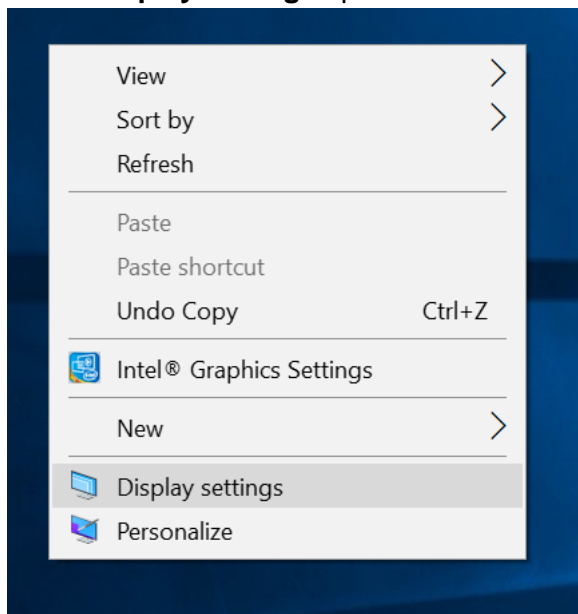 View
Sort by
Refresh
Paste
Paste shortcut
Undo Copy Ctrl+Z
Intel® Graphics Settings
New
Display settings
Personalize